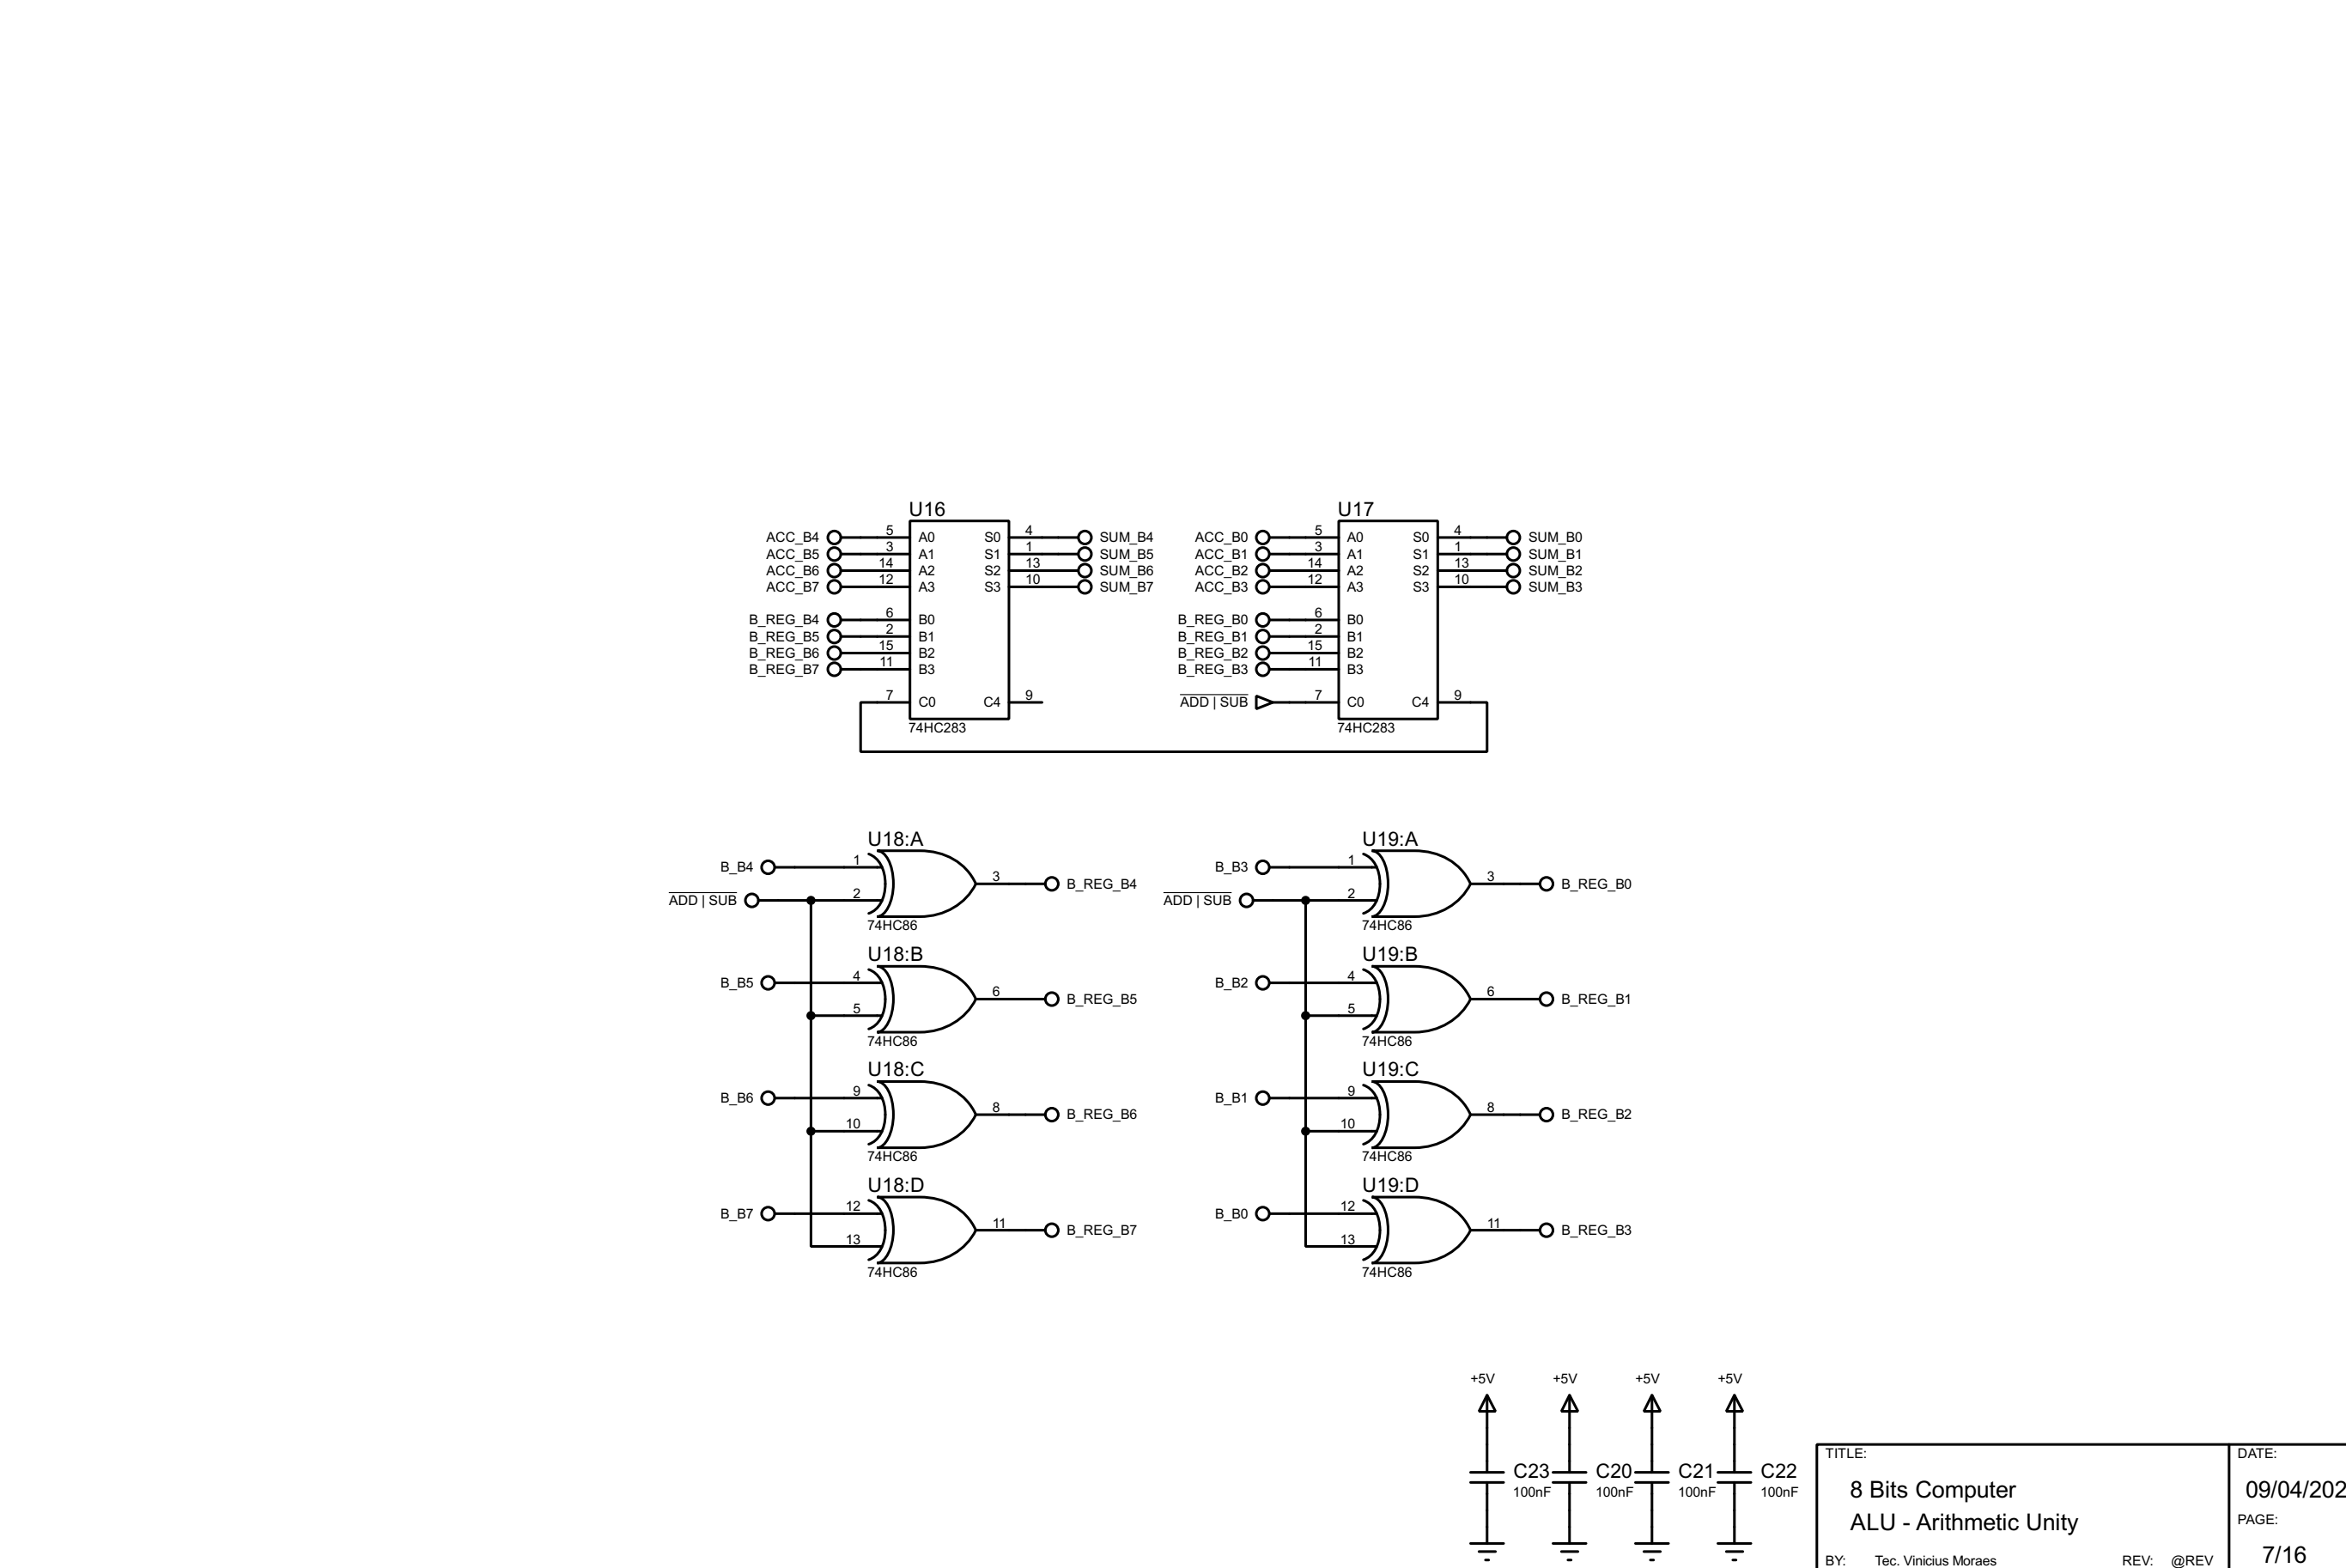 U16
ACC_B4 5 A0 S0 4 SUM_B4
ACC_B5 3 A1 S1 1 SUM_B5
ACC_B6 14 A2 S2 13 SUM_B6
ACC_B7 12 A3 S3 10 SUM_B7
B_REG_B4 6 B0
B_REG_B5 2 B1
B_REG_B6 15 B2
B_REG_B7 11 B3
7 C0 C4 9
74HC283
U17
ACC_B0 5 A0 S0 4 SUM_B0
ACC_B1 3 A1 S1 1 SUM_B1
ACC_B2 14 A2 S2 13 SUM_B2
ACC_B3 12 A3 S3 10 SUM_B3
B_REG_B0 6 B0
B_REG_B1 2 B1
B_REG_B2 15 B2
B_REG_B3 11 B3
ADD | SUB 7 C0 C4 9
74HC283
U18:A
B_B4 1 3 B_REG_B4
ADD | SUB 2
74HC86
U18:B
B_B5 4 6 B_REG_B5
5
74HC86
U18:C
B_B6 9 8 B_REG_B6
10
74HC86
U18:D
B_B7 12 11 B_REG_B7
13
74HC86
U19:A
B_B3 1 3 B_REG_B0
ADD | SUB 2
74HC86
U19:B
B_B2 4 6 B_REG_B1
5
74HC86
U19:C
B_B1 9 8 B_REG_B2
10
74HC86
U19:D
B_B0 12 11 B_REG_B3
13
74HC86
+5V +5V +5V +5V
C23 C20 C21 C22
100nF 100nF 100nF 100nF
TITLE:
8 Bits Computer
ALU - Arithmetic Unity
BY: Tec. Vinicius Moraes REV: @REV
DATE:
09/04/202
PAGE:
7/16